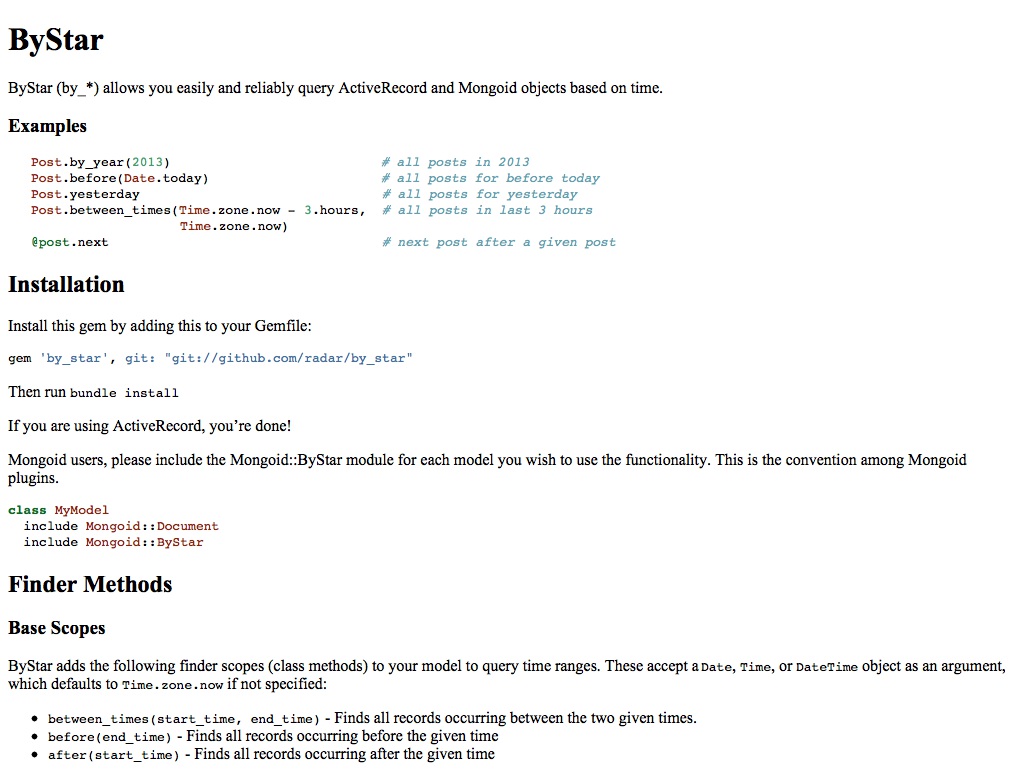 ByStar
ByStar (by_*) allows you easily and reliably query ActiveRecord and Mongoid objects based on time.
Examples
Post.by_year(2013) # all posts in 2013
Post.before(Date.today) # all posts for before today
Post.yesterday # all posts for yesterday
Post.between_times(Time.zone.now - 3.hours, # all posts in last 3 hours
Time.zone.now)
@post.next # next post after a given post
Installation
Install this gem by adding this to your Gemfile:
gem 'by_star', git: "git://github.com/radar/by_star"
Then run bundle install
If you are using ActiveRecord, you’re done!
Mongoid users, please include the Mongoid::ByStar module for each model you wish to use the functionality. This is the convention among Mongoid
plugins.
class MyModel
include Mongoid::Document
include Mongoid::ByStar
Finder Methods
Base Scopes
ByStar adds the following finder scopes (class methods) to your model to query time ranges. These accept a Date, Time, or DateTime object as an argument,
which defaults to Time.zone.now if not specified:
• between_times(start_time, end_time) - Finds all records occurring between the two given times.
• before(end_time) - Finds all records occurring before the given time
• after(start_time) - Finds all records occurring after the given time